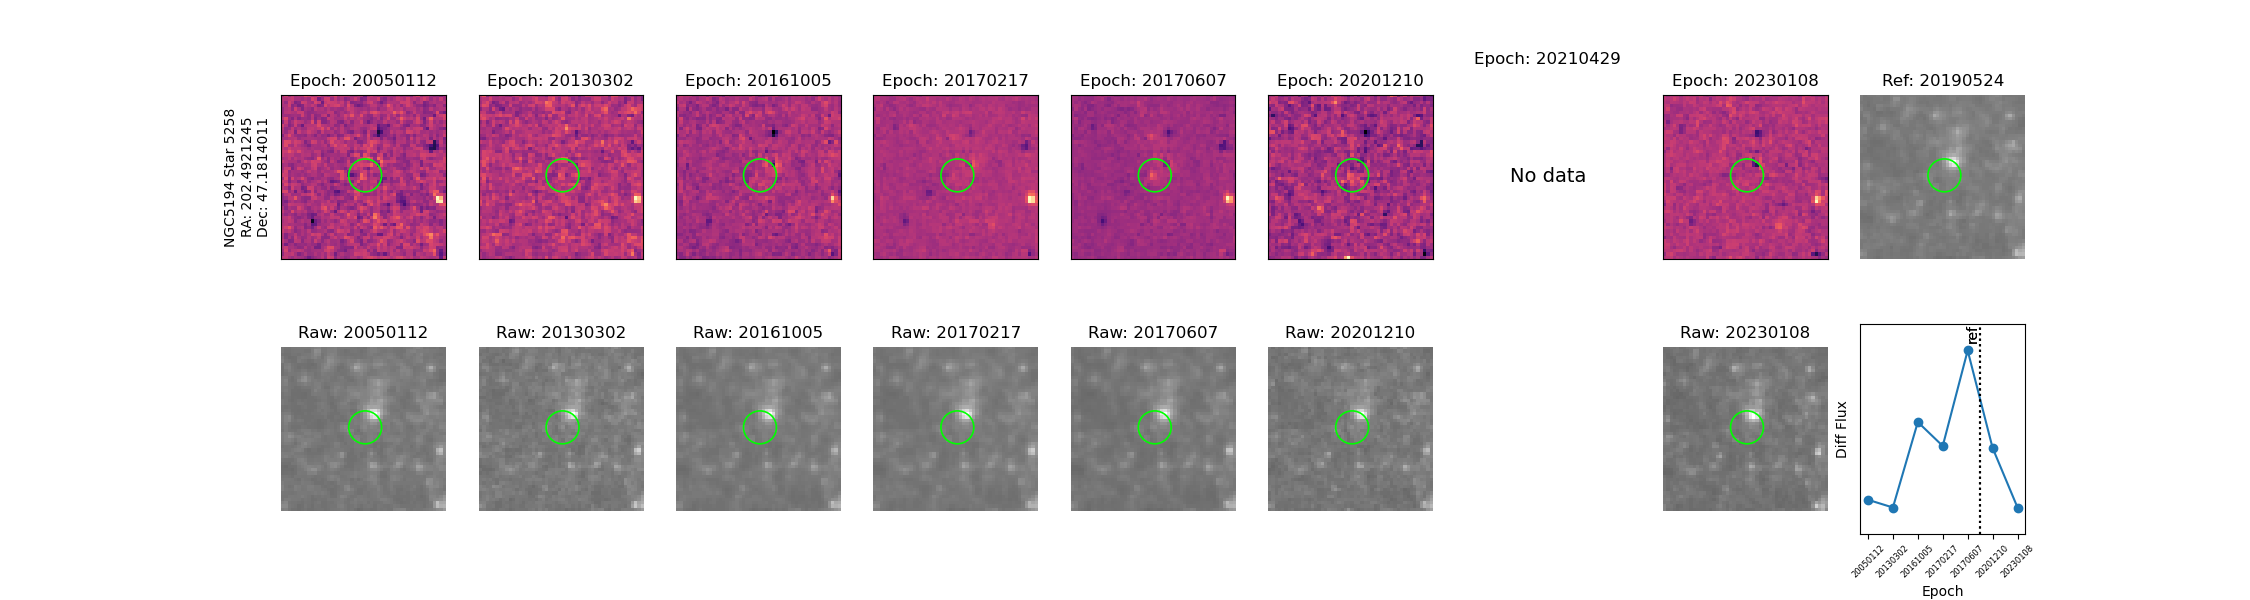 Epoch: 20210429
Epoch: 20050112
Epoch: 20130302
Epoch: 20161005
Epoch: 20170217
Epoch: 20170607
Epoch: 20201210
Epoch: 20230108
Ref: 20190524
NGC5194 Star 5258
RA: 202.4921245
Dec: 47.1814011
No data
Raw: 20050112
Raw: 20130302
Raw: 20161005
Raw: 20170217
Raw: 20170607
Raw: 20201210
Raw: 20230108
ref
Diff Flux
20050112
20130302
20161005
20170217
20170607
20201210
20230108
Epoch